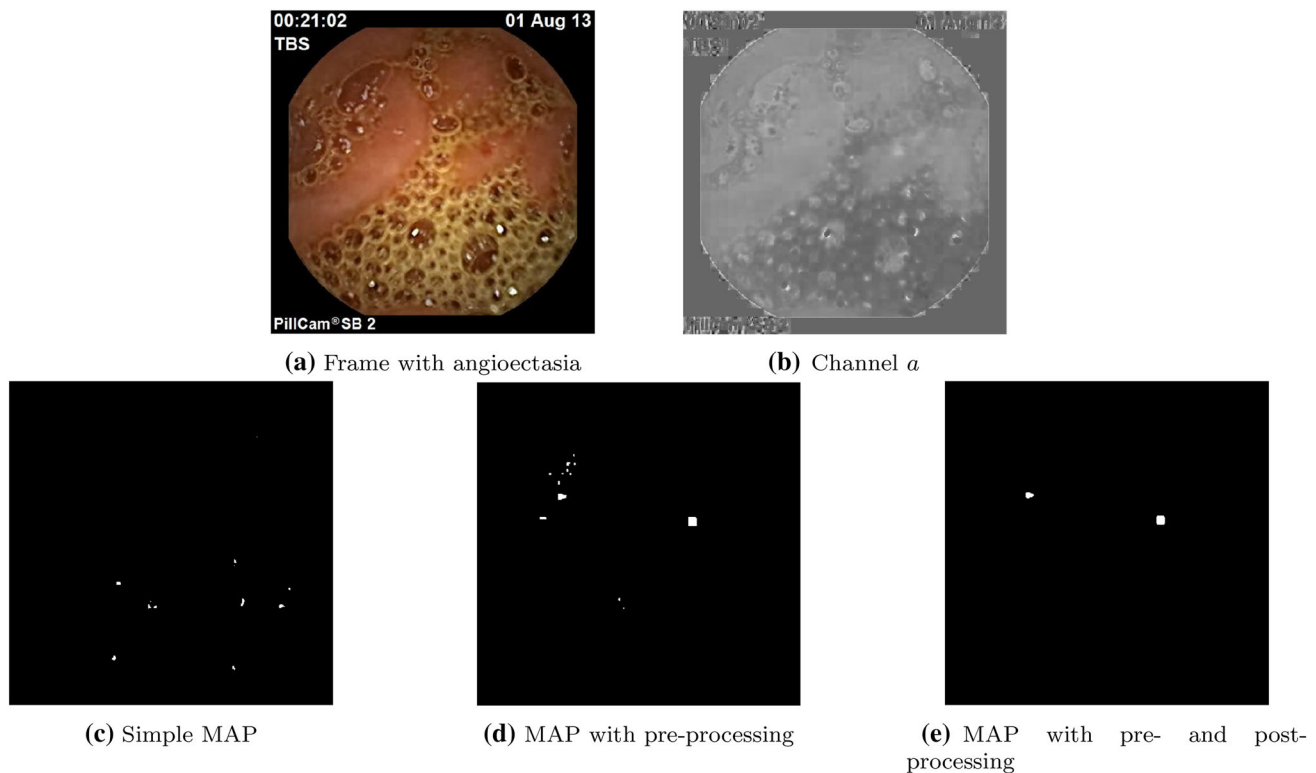 00:21:02 01 Aug 13
TBS
PillCam®SB 2
(a) Frame with angioectasia
(b) Channel a
(c) Simple MAP
(d) MAP with pre-processing
(e) MAP with pre- and post-
processing